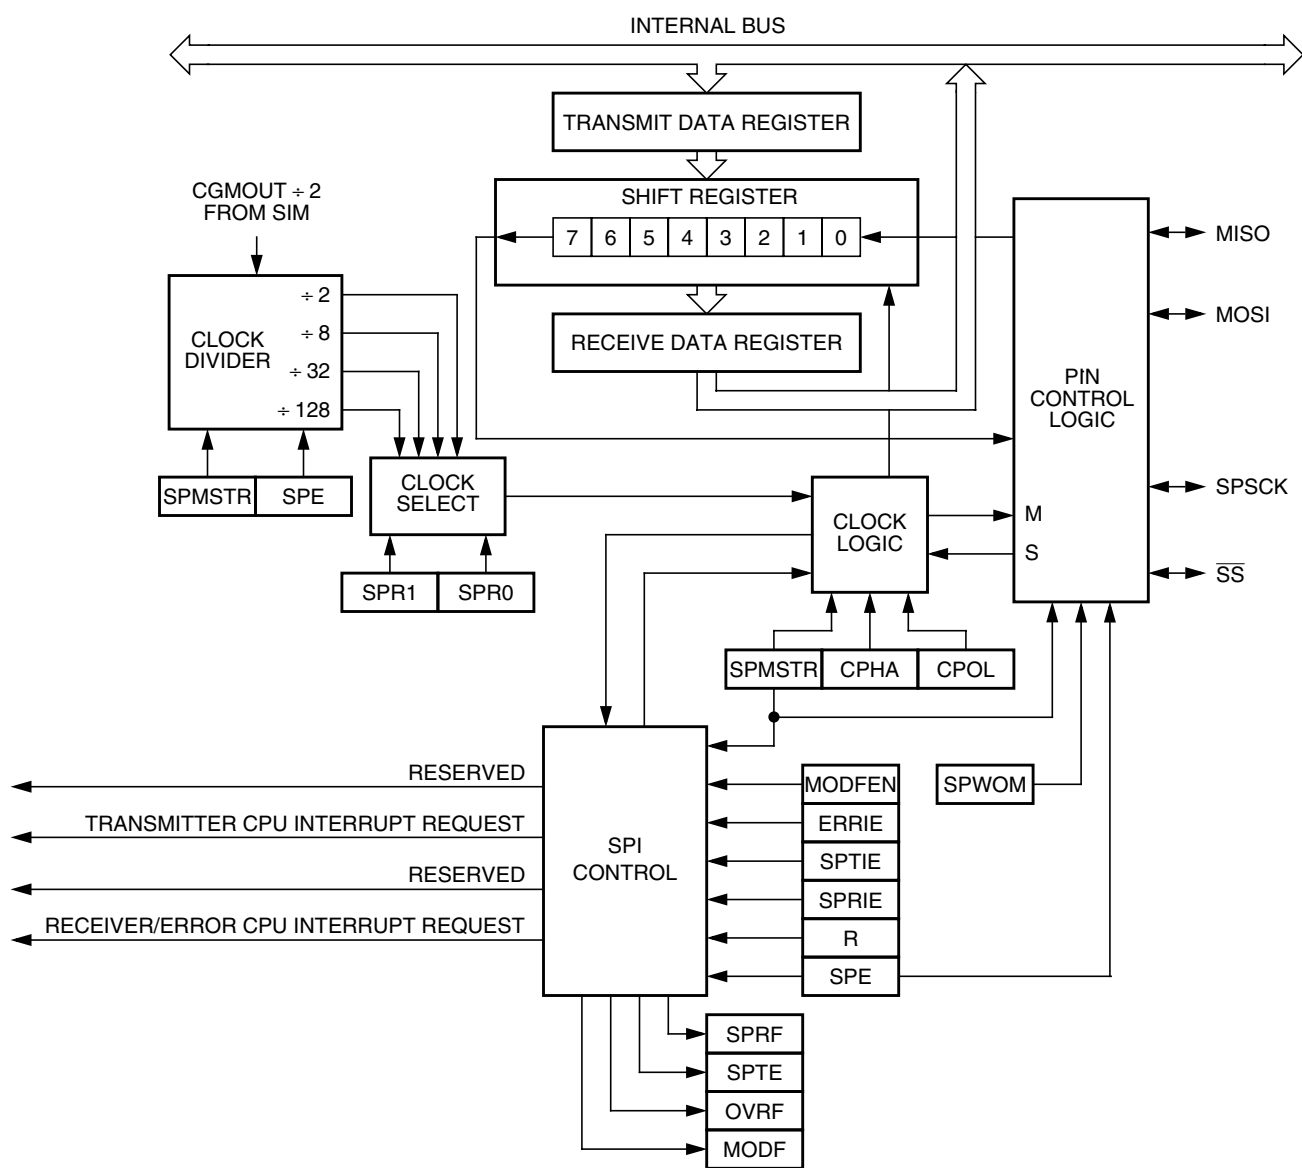 INTERNAL BUS
TRANSMIT DATA REGISTER
CGMOUT ÷ 2
FROM SIM
SHIFT REGISTER
7 6 5 4 3 2 1 0
MISO
÷ 2
÷ 8
CLOCK
DIVIDER
÷ 32
÷ 128
RECEIVE DATA REGISTER
MOSI
PIN
CONTROL
LOGIC
SPMSTR SPE
CLOCK
SELECT
SPSCK
CLOCK
LOGIC
M
S
SS
SPR1 SPR0
SPMSTR CPHA CPOL
RESERVED
TRANSMITTER CPU INTERRUPT REQUEST
RESERVED
RECEIVER/ERROR CPU INTERRUPT REQUEST
SPI
CONTROL
MODFEN
ERRIE
SPTIE
SPRIE
R
SPE
SPWOM
SPRF
SPTE
OVRF
MODF